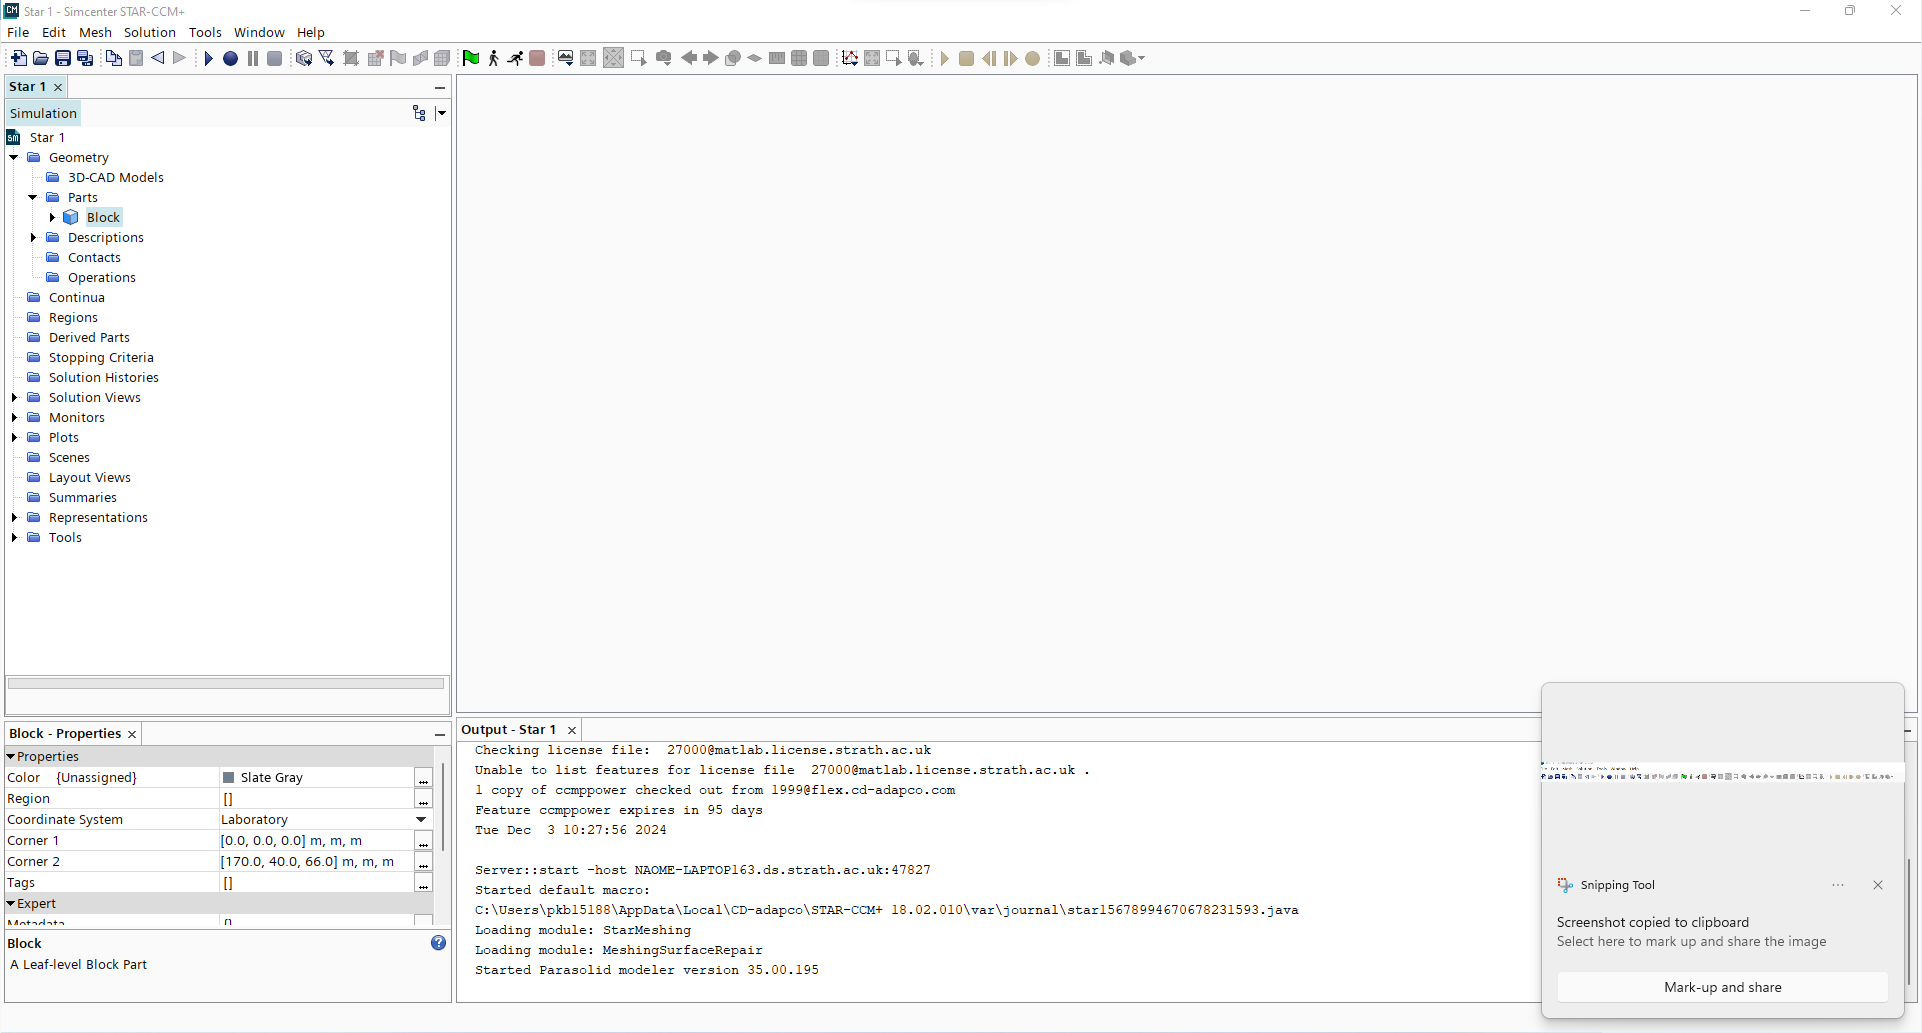 CM Star 1 - Simcenter STAR-CCM+
File Edit Mesh Solution Tools Window Help
Star 1
Simulation
sm Star 1
Geometry
3D-CAD Models
Parts
Block
Descriptions
Contacts
Operations
Continua
Regions
Derived Parts
Stopping Criteria
Solution Histories
Solution Views
Monitors
Plots
Scenes
Layout Views
Summaries
Representations
Tools
Block - Properties
Properties
Color {Unassigned} Slate Gray ...
Region [] ...
Coordinate System Laboratory
Corner 1 [0.0, 0.0, 0.0] m, m, m ...
Corner 2 [170.0, 40.0, 66.0] m, m, m ...
Tags [] ...
Expert
Metadata {}
Block ?
A Leaf-level Block Part
Output - Star 1
Checking license file: 27000@matlab.license.strath.ac.uk
Unable to list features for license file 27000@matlab.license.strath.ac.uk .
1 copy of ccmppower checked out from 1999@flex.cd-adapco.com
Feature ccmppower expires in 95 days
Tue Dec 3 10:27:56 2024
Server::start -host NAOME-LAPTOP163.ds.strath.ac.uk:47827
Started default macro:
C:\Users\pkb15188\AppData\Local\CD-adapco\STAR-CCM+ 18.02.010\var\journal\star15678994670678231593.java
Loading module: StarMeshing
Loading module: MeshingSurfaceRepair
Started Parasolid modeler version 35.00.195
Snipping Tool
Screenshot copied to clipboard
Select here to mark up and share the image
Mark-up and share